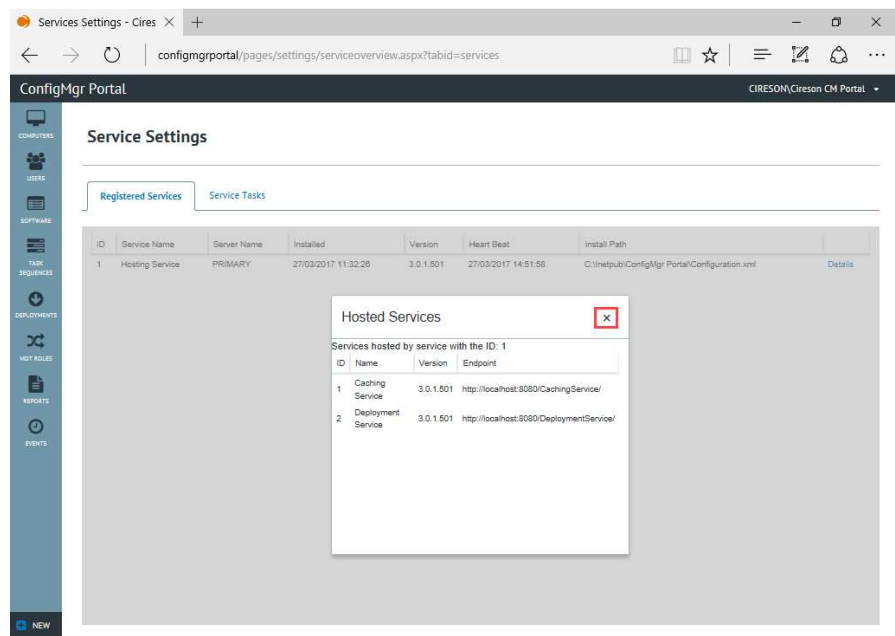 Services Settings - Cires
configmgrportal/pages/settings/serviceoverview.aspx?tabid=services
ConfigMgr Portal
CIRESON\Cireson CM Portal
COMPUTERS
USERS
SOFTWARE
TASK
SEQUENCES
DEPLOYMENTS
MGT ROLES
REPORTS
EVENTS
NEW
Service Settings
Registered Services Service Tasks
ID Service Name Server Name Installed Version Heart Beat Install Path
1 Hosting Service PRIMARY 27/03/2017 11:32:26 3.0.1.501 27/03/2017 14:51:58 C:\Inetpub\ConfigMgr Portal\Configuration.xml Details
Hosted Services
Services hosted by service with the ID: 1
ID Name Version Endpoint
1 Caching Service 3.0.1.501 http://localhost:8080/CachingService/
2 Deployment Service 3.0.1.501 http://localhost:8080/DeploymentService/